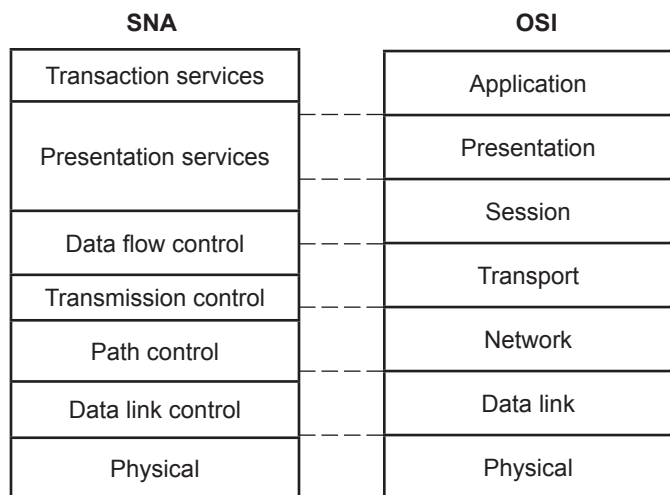 SNA
Transaction services
Presentation services
Data flow control
Transmission control
Path control
Data link control
Physical
OSI
Application
Presentation
Session
Transport
Network
Data link
Physical